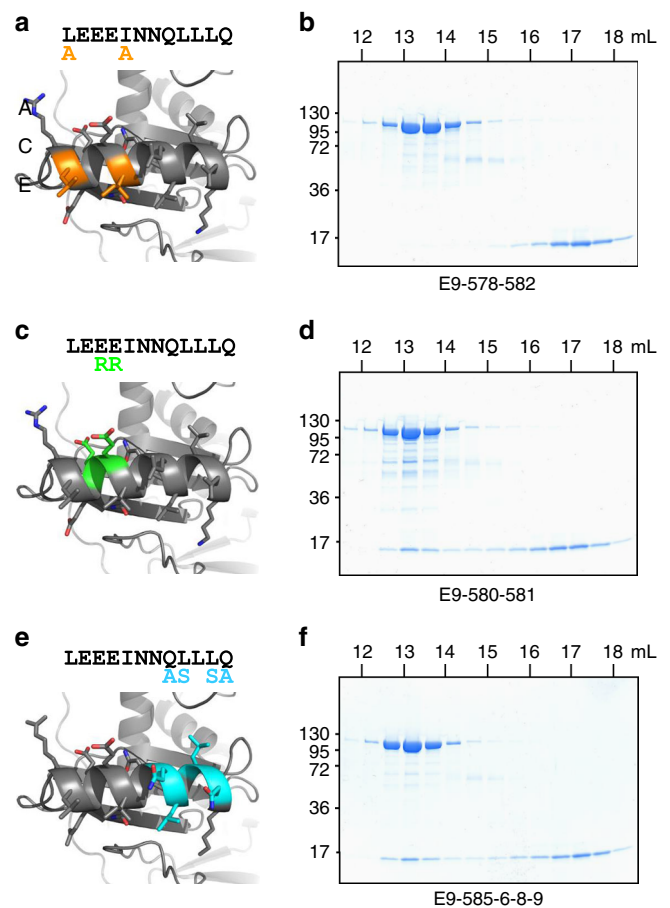 a
LEEEINNQLLLQ
A A
A
C
E
b
12 13 14 15 16 17 18 mL
130
95
72
36
17
E9-578-582
c
LEEEINNQLLLQ
RR
d
12 13 14 15 16 17 18 mL
130
95
72
36
17
E9-580-581
e
LEEEINNQLLLQ
AS SA
f
12 13 14 15 16 17 18 mL
130
95
72
36
17
E9-585-6-8-9